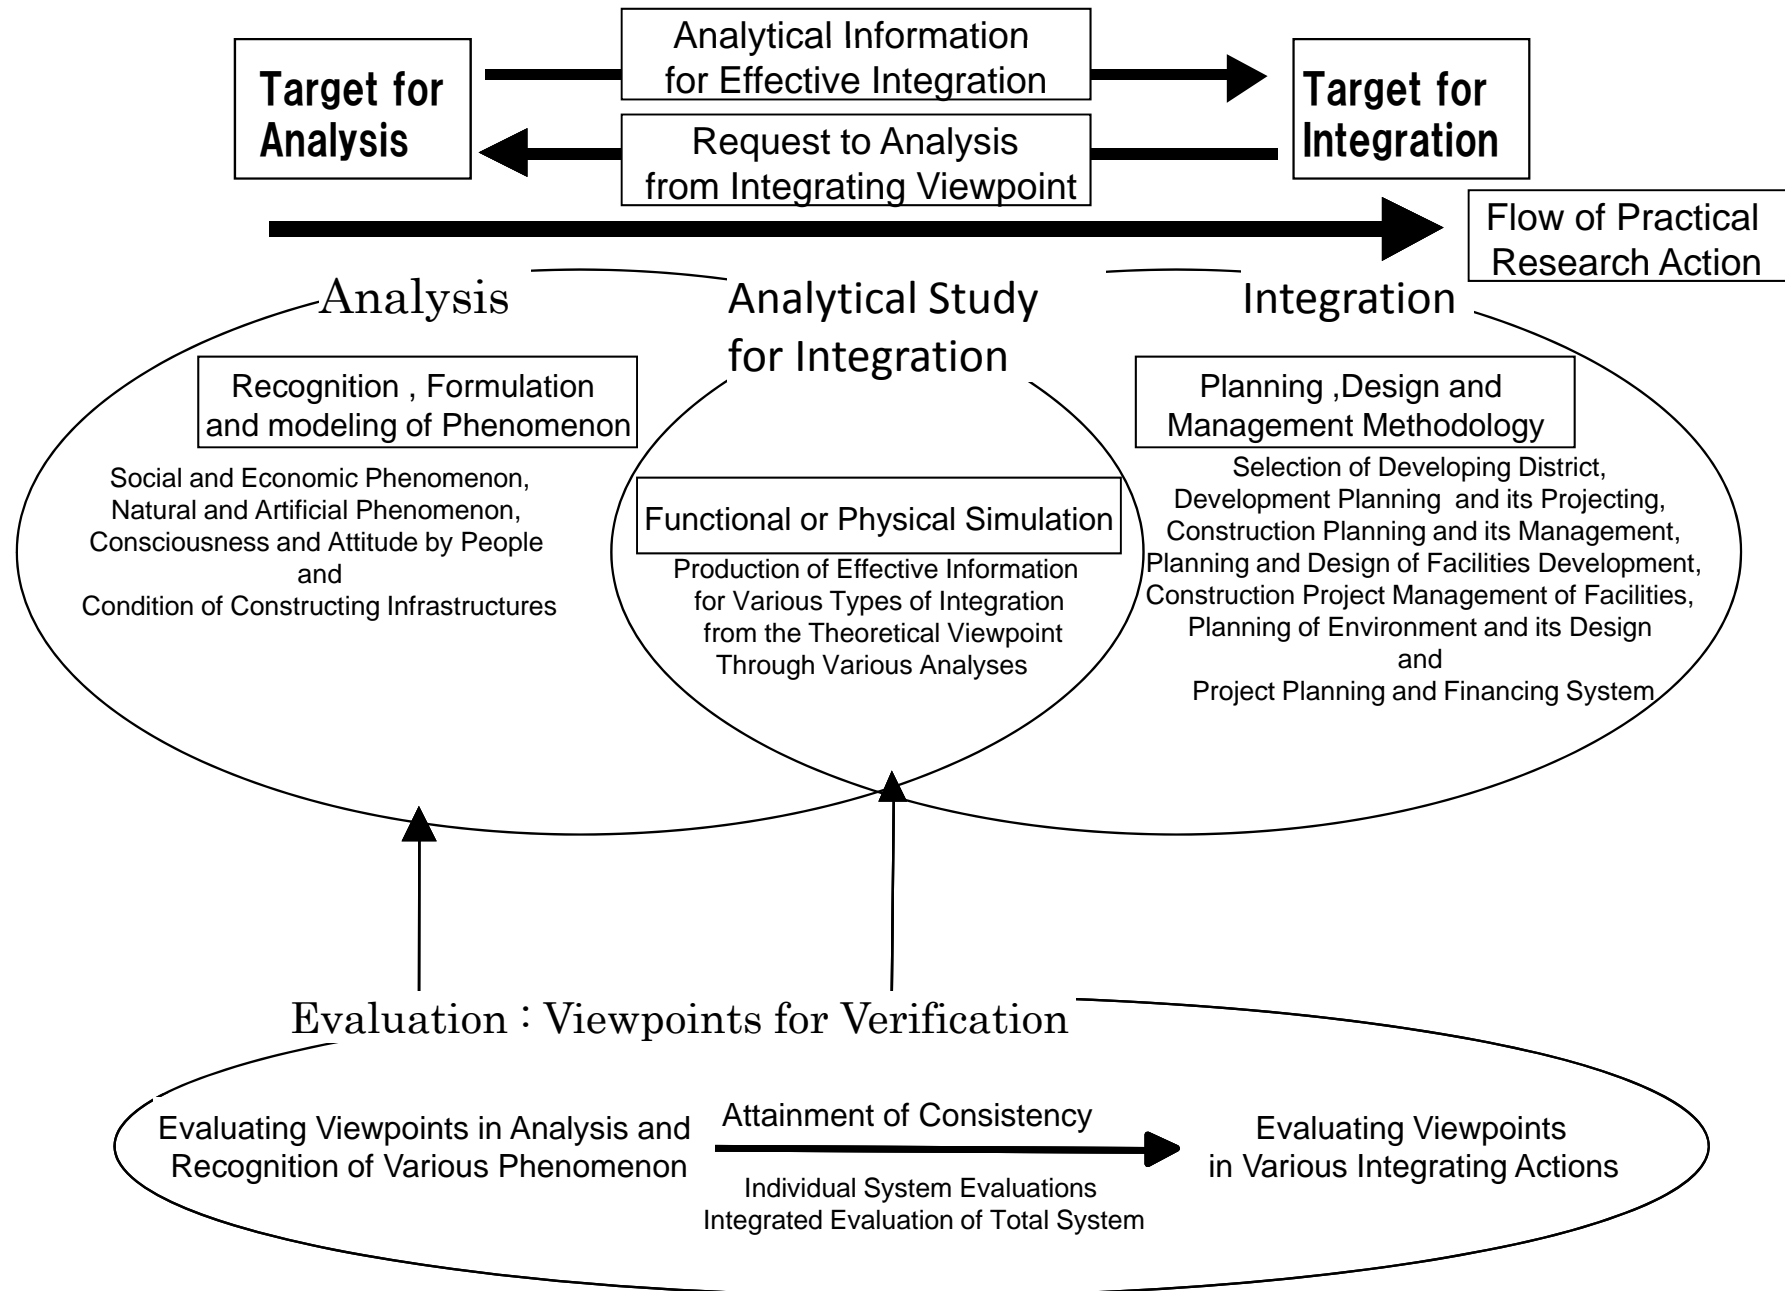 Analytical Information
for Effective Integration
Target for
Analysis
Target for
Integration
Request to Analysis
from Integrating Viewpoint
Flow of Practical
Research Action
Analysis
Analytical Study
for Integration
Integration
Recognition , Formulation
and modeling of Phenomenon
Social and Economic Phenomenon,
Natural and Artificial Phenomenon,
Consciousness and Attitude by People
and
Condition of Constructing Infrastructures
Functional or Physical Simulation
Production of Effective Information
for Various Types of Integration
from the Theoretical Viewpoint
Through Various Analyses
Planning ,Design and
Management Methodology
Selection of Developing District,
Development Planning and its Projecting,
Construction Planning and its Management,
Planning and Design of Facilities Development,
Construction Project Management of Facilities,
Planning of Environment and its Design
and
Project Planning and Financing System
Evaluation : Viewpoints for Verification
Evaluating Viewpoints in Analysis and
Recognition of Various Phenomenon
Attainment of Consistency
Individual System Evaluations
Integrated Evaluation of Total System
Evaluating Viewpoints
in Various Integrating Actions